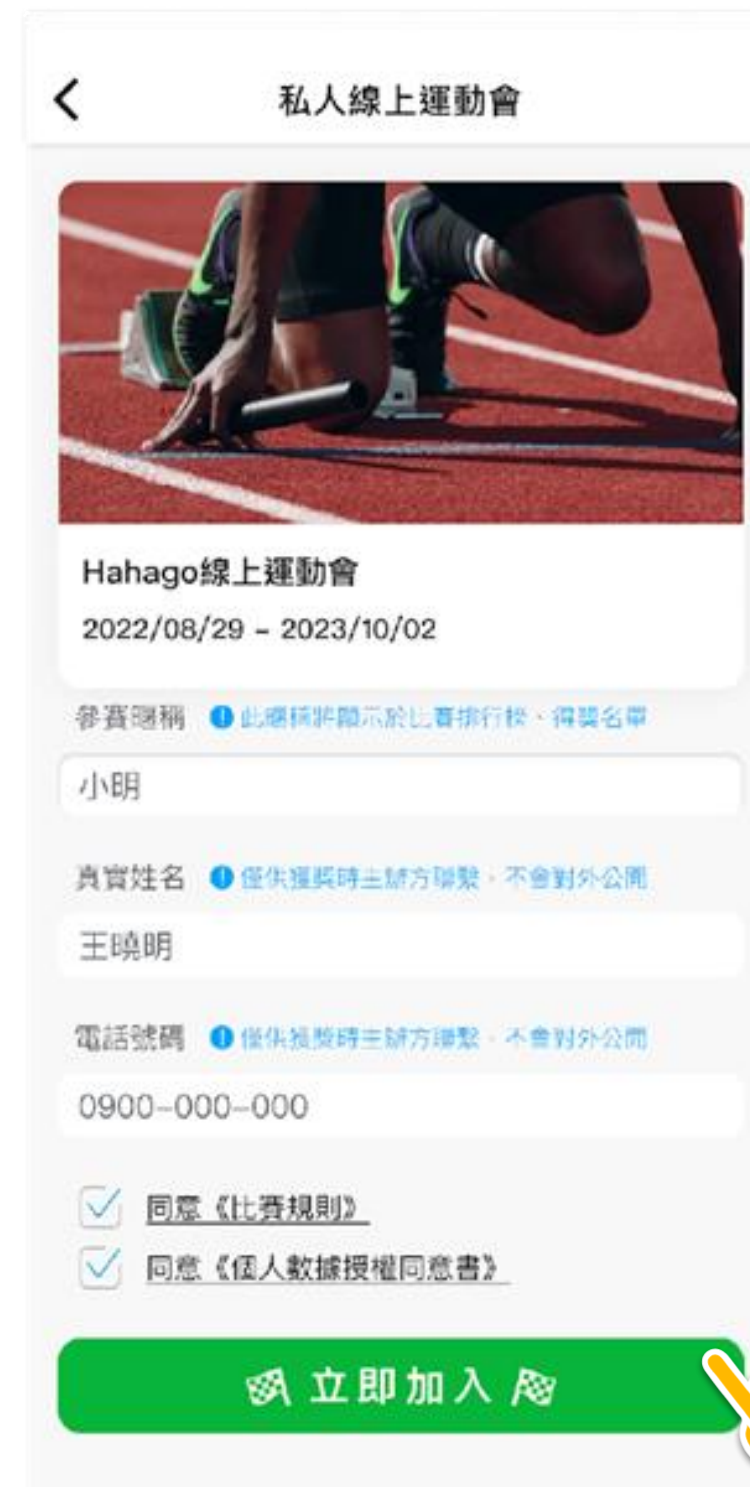 私人線上運動會
Hahago線上運動會
2022/08/29 – 2023/10/02
參賽暱稱 此暱稱將顯示於比賽排行榜、得獎名單
小明
真實姓名 僅供獲獎時主辦方聯繫，不會對外公開
王曉明
電話號碼 僅供獲獎時主辦方聯繫，不會對外公開
0900-000-000
同意《比賽規則》
同意《個人數據授權同意書》
立即加入